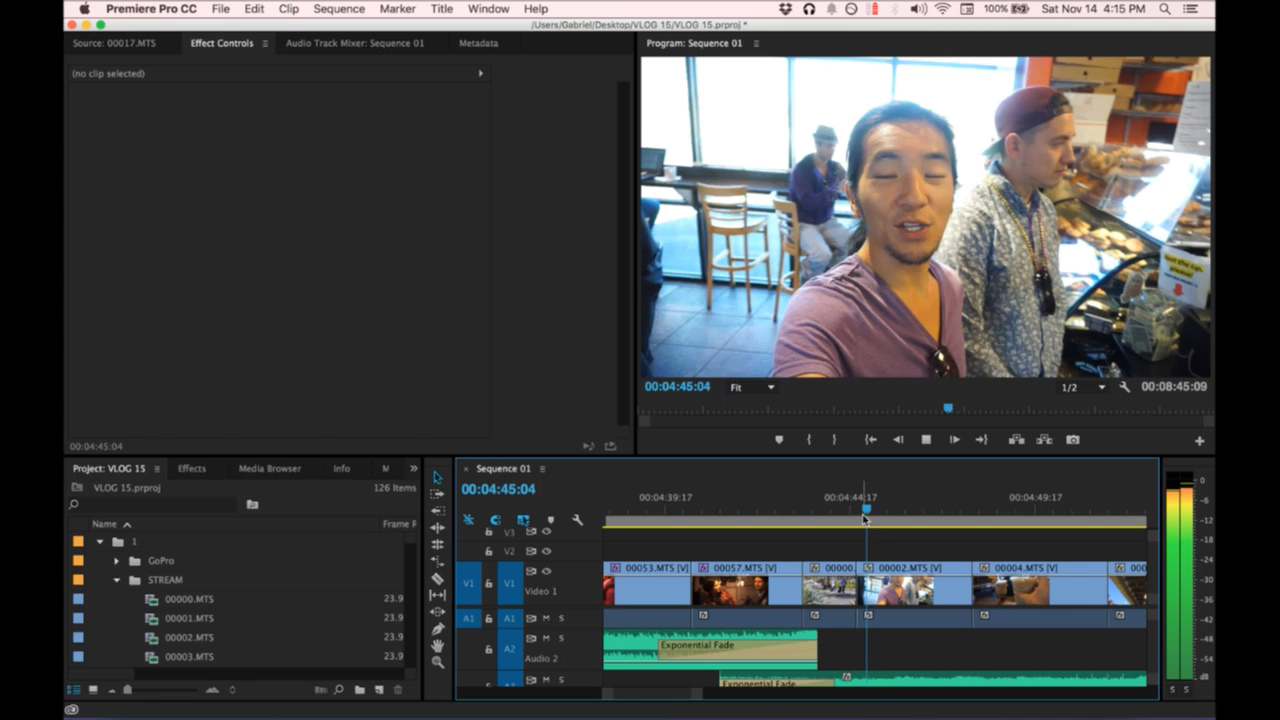 Premiere Pro CC File Edit Clip Sequence Marker Title Window Help 100% Sat Nov 14 4:15 PM
/Users/Gabriel/Desktop/VLOG 15/VLOG 15.prproj *
Source: 00017.MTS Effect Controls Audio Track Mixer: Sequence 01 Metadata Program: Sequence 01
(no clip selected)
00:04:45:04 Fit 1/2 00:08:45:09
00:04:45:04
Project: VLOG 15 Effects Media Browser Info M Sequence 01
VLOG 15.prproj 126 Items
00:04:45:04
00:04:39:17 00:04:44:17 00:04:49:17
Name Frame R
1
GoPro
STREAM
00000.MTS 23.9
00001.MTS 23.9
00002.MTS 23.9
00003.MTS 23.9
V3
V2
V1 V1 Video 1
00053.MTS [V] 00057.MTS [V] 00000. 00002.MTS [V] 00004.MTS [V] 000
A1 A1 M S
A2 M S Audio 2
Exponential Fade
M S
Exponential Fade
0
-6
-12
-18
-24
-30
-36
-42
-48
-54
dB
S S